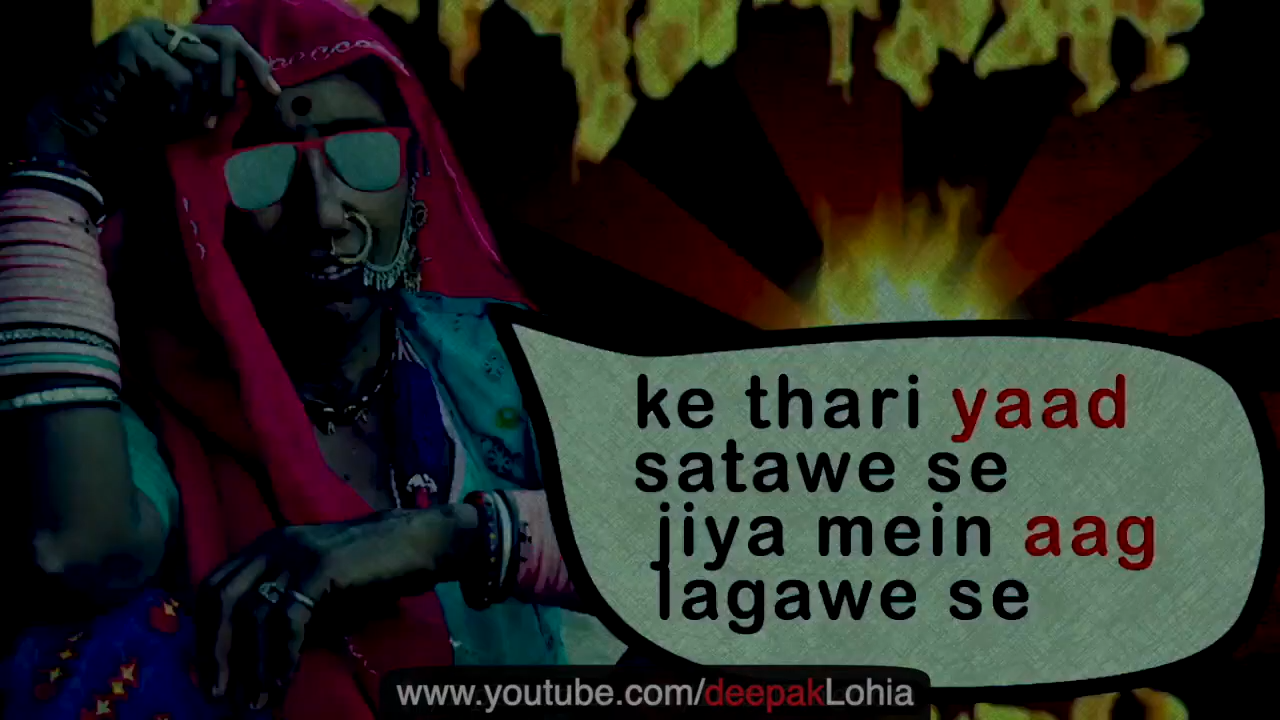 ke thari yaad
satawe se
jiya mein aag
lagawe se
www.youtube.com/deepakLohia